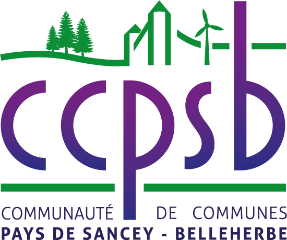 ccpsb
COMMUNAUTÉ DE COMMUNES
PAYS DE SANCEY - BELLEHERBE